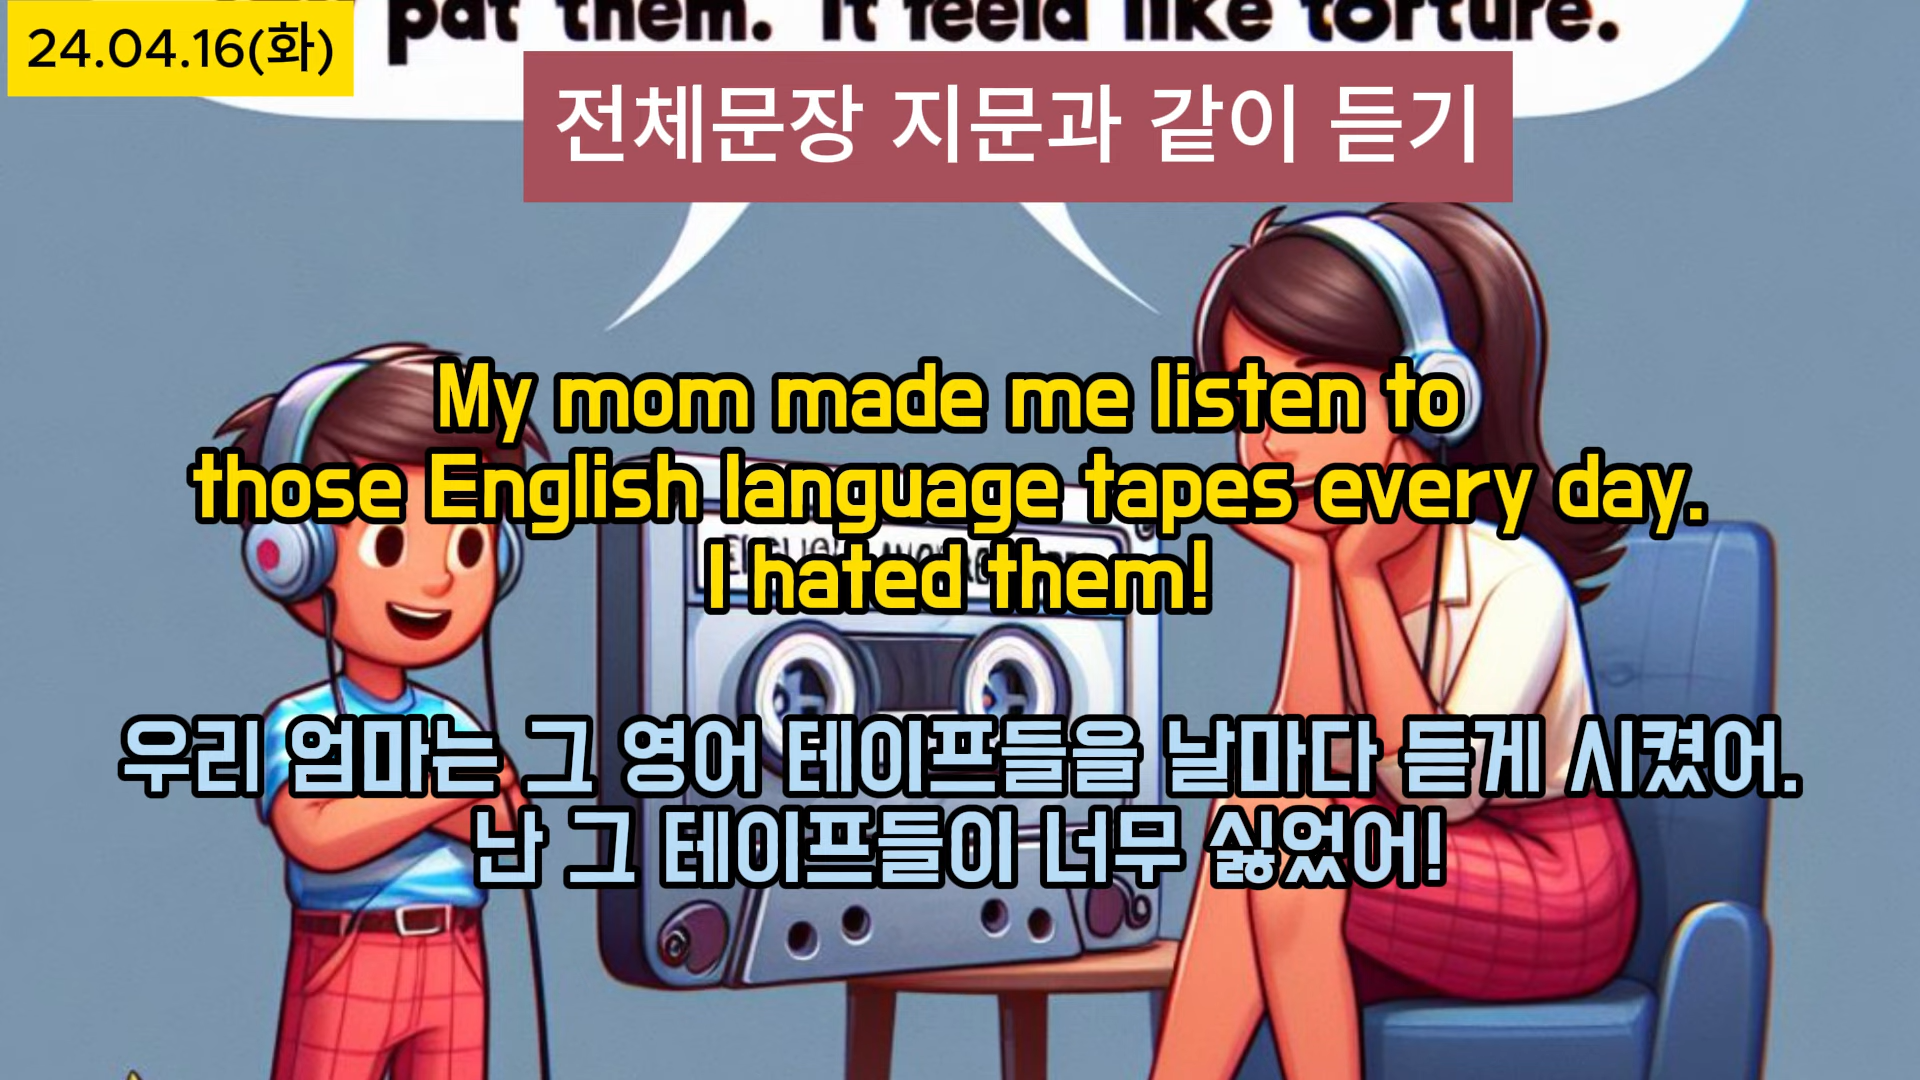 pat them. It feeld like torture.
24.04.16(화)
전체문장 지문과 같이 듣기
My mom made me listen to
those English language tapes every day.
I hated them!
우리 엄마는 그 영어 테이프들을 날마다 듣게 시켰어.
난 그 테이프들이 너무 싫었어!